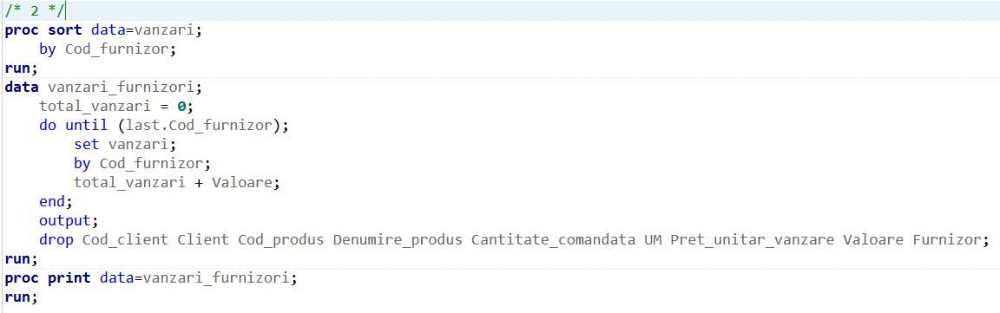 /* 2 */
proc sort data=vanzari;
    by Cod_furnizor;
run;
data vanzari_furnizori;
    total_vanzari = 0;
    do until (last.Cod_furnizor);
        set vanzari;
        by Cod_furnizor;
        total_vanzari + Valoare;
    end;
    output;
    drop Cod_client Client Cod_produs Denumire_produs Cantitate_comandata UM Pret_unitar_vanzare Valoare Furnizor;
run;
proc print data=vanzari_furnizori;
run;